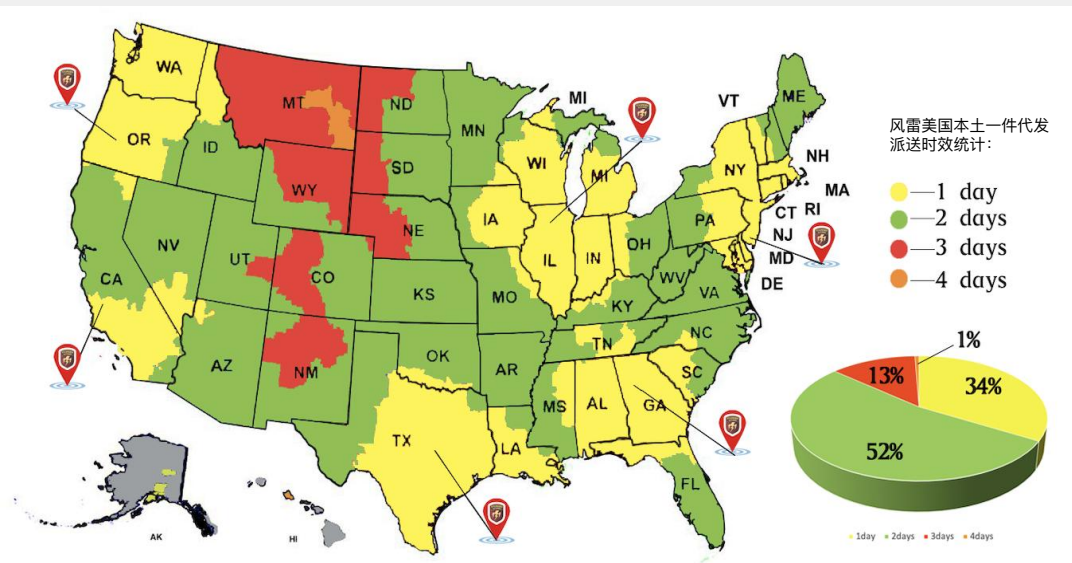 WA
OR
ID
MT
ND
MN
SD
WY
NV
UT
CA
CO
NE
KS
AZ
NM
OK
TX
IA
WI
MI
MI
IL
IN
OH
MO
AR
LA
MS
AL
TN
KY
WV
VA
NC
SC
GA
FL
PA
NY
VT
ME
NH
MA
CT
RI
NJ
MD
DE
AK
HI
风雷美国本土一件代发
派送时效统计：
1 day
2 days
3 days
4 days
1%
13%
34%
52%
1day 2days 3days 4days